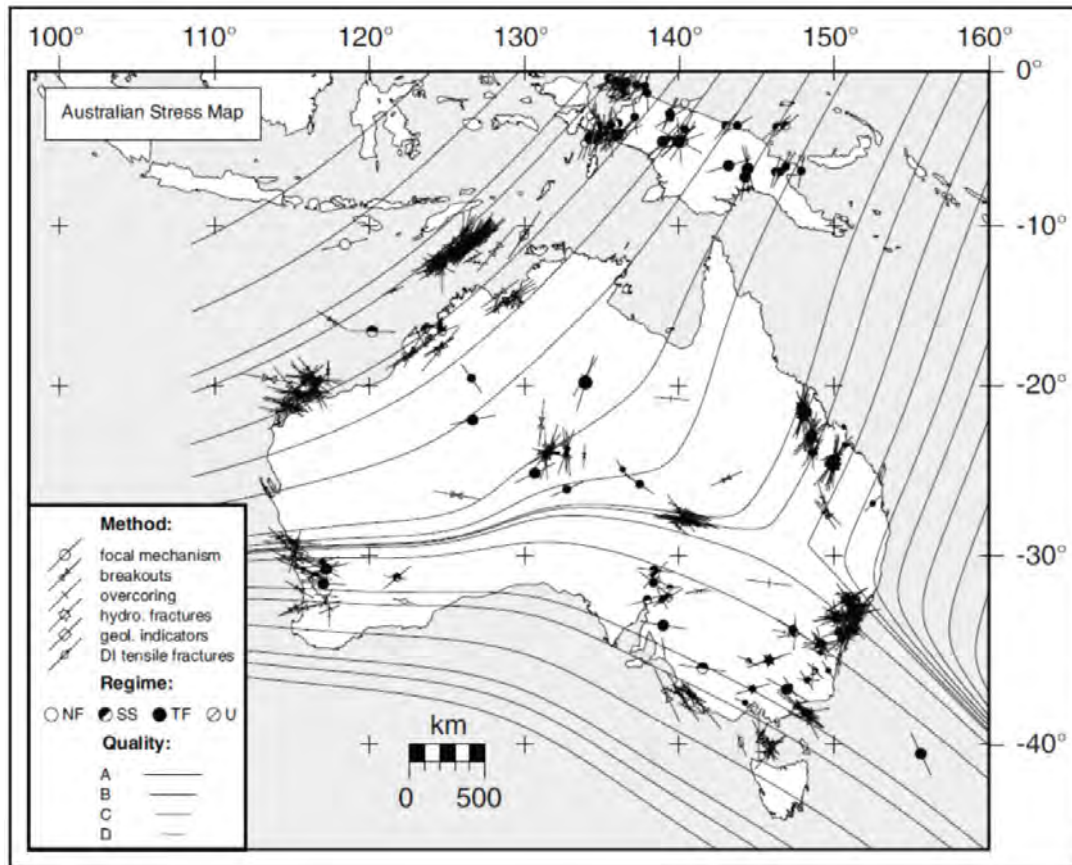 100° 110° 120° 130° 140° 150° 160°
Australian Stress Map
0°
-10°
-20°
-30°
-40°
Method:
focal mechanism
breakouts
overcoring
hydro. fractures
geol. indicators
DI tensile fractures
Regime:
NF SS TF U
Quality:
A
B
C
D
km
0 500